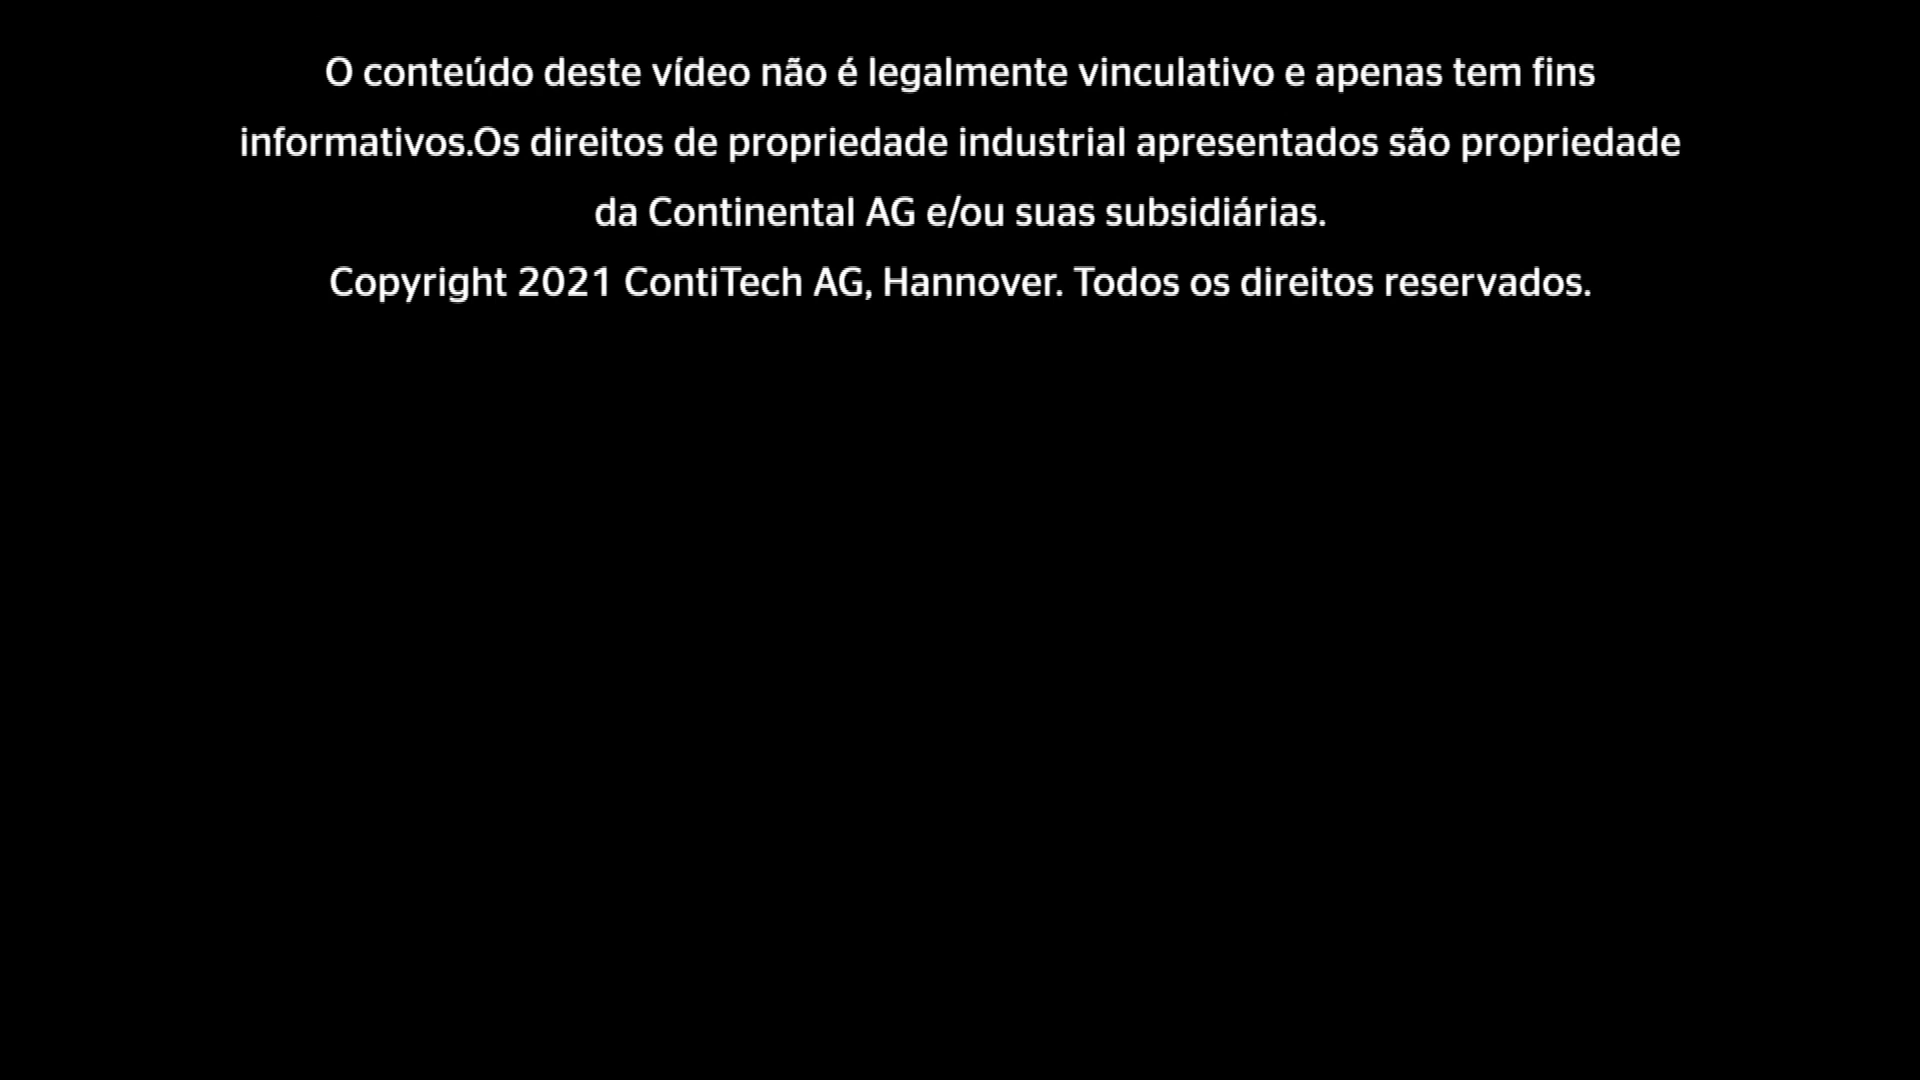 O conteúdo deste vídeo não é legalmente vinculativo e apenas tem fins
informativos.Os direitos de propriedade industrial apresentados são propriedade
da Continental AG e/ou suas subsidiárias.
Copyright 2021 ContiTech AG, Hannover. Todos os direitos reservados.